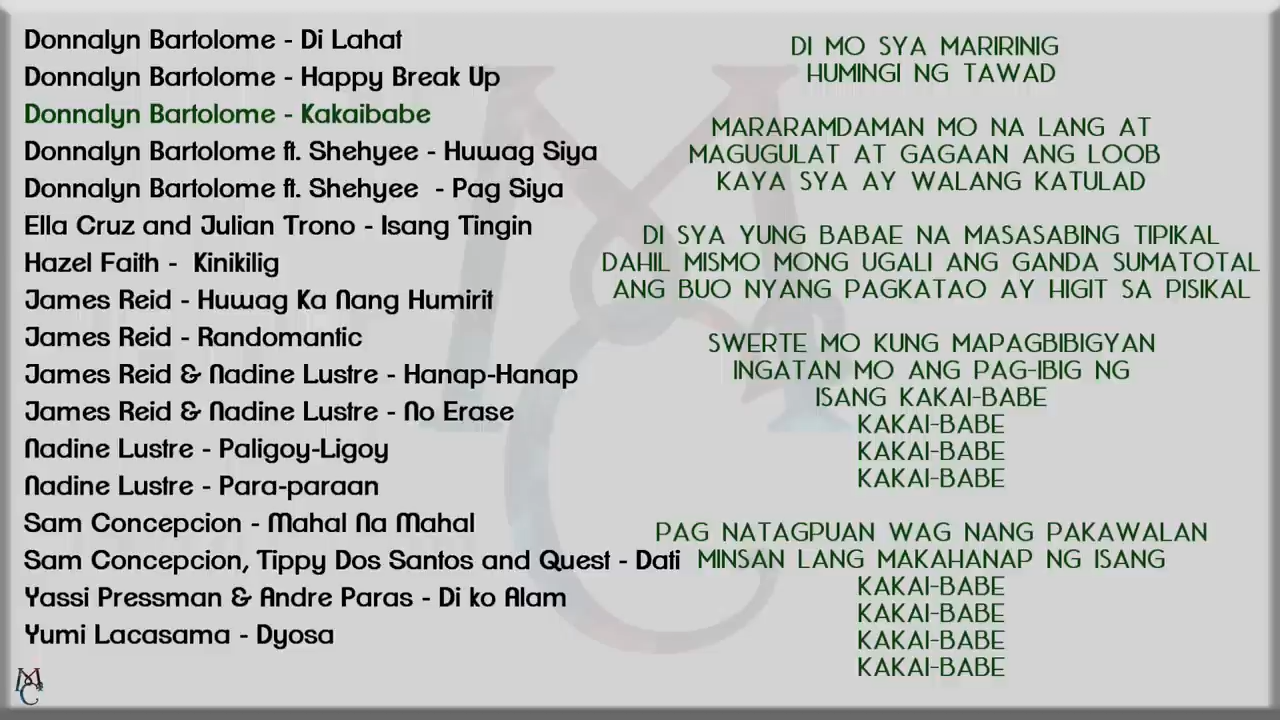 Donnalyn Bartolome - Di Lahat
Donnalyn Bartolome - Happy Break Up
Donnalyn Bartolome - Kakaibabe
Donnalyn Bartolome ft. Shehyee - Huwag Siya
Donnalyn Bartolome ft. Shehyee  - Pag Siya
Ella Cruz and Julian Trono - Isang Tingin
Hazel Faith -  Kinikilig
James Reid - Huwag Ka Nang Humirit
James Reid - Randomantic
James Reid & Nadine Lustre - Hanap-Hanap
James Reid & Nadine Lustre - No Erase
Nadine Lustre - Paligoy-Ligoy
Nadine Lustre - Para-paraan
Sam Concepcion - Mahal Na Mahal
Sam Concepcion, Tippy Dos Santos and Quest - Dati
Yassi Pressman & Andre Paras - Di ko Alam
Yumi Lacasama - Dyosa
DI MO SYA MARIRINIG
HUMINGI NG TAWAD
MARARAMDAMAN MO NA LANG AT
MAGUGULAT AT GAGAAN ANG LOOB
KAYA SYA AY WALANG KATULAD
DI SYA YUNG BABAE NA MASASABING TIPIKAL
DAHIL MISMO MONG UGALI ANG GANDA SUMATOTAL
ANG BUO NYANG PAGKATAO AY HIGIT SA PISIKAL
SWERTE MO KUNG MAPAGBIBIGYAN
INGATAN MO ANG PAG-IBIG NG
ISANG KAKAI-BABE
KAKAI-BABE
KAKAI-BABE
KAKAI-BABE
PAG NATAGPUAN WAG NANG PAKAWALAN
MINSAN LANG MAKAHANAP NG ISANG
KAKAI-BABE
KAKAI-BABE
KAKAI-BABE
KAKAI-BABE